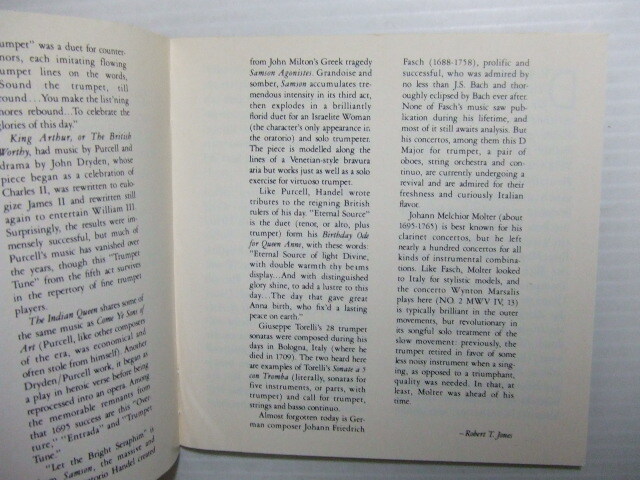 umpet" was a duet for counter-
nors, each imitating flowing
umpet lines on the words,
Sound the trumpet, till
ound...You make the list'ning
hores rebound...To celebrate the
glories of this day."
King Arthur, or The British
Worthy, had music by Purcell and
drama by John Dryden, whose
piece began as a celebration of
Charles II, was rewritten to eulo-
gize James II and rewritten still
again to entertain William III.
Surprisingly, the results were im-
mensely successful, but much of
Purcell's music has vanished over
the years, though this "Trumpet
Tune" from the fifth act survives
in the repertory of fine trumpet
players.
The Indian Queen shares some of
the same music as Come Ye Sons of
Art (Purcell, like other composers
of the era, was economical and
often stole from himself). Another
Dryden/Purcell work, it began as
a play in heroic verse before being
reprocessed into an opera. Among
the memorable remnants from
that 1695 success are this "Over-
ture," "Entrada" and "Trumpet
Tune."
"Let the Bright Seraphim" is
from Samson, the massive and
oratorio Handel created
from John Milton's Greek tragedy
Samson Agonistes. Grandiose and
somber, Samson accumulates tre-
mendous intensity in its third act,
then explodes in a brilliantly
florid duet for an Israelite Woman
(the character's only appearance in
the oratorio) and solo trumpeter.
The piece is modelled along the
lines of a Venetian-style bravura
aria but works just as well as a solo
exercise for virtuoso trumpet.
Like Purcell, Handel wrote
tributes to the reigning British
rulers of his day. "Eternal Source"
is the duet (tenor, or alto, plus
trumpet) form his Birthday Ode
for Queen Anne, with these words:
"Eternal Source of light Divine,
with double warmth thy beims
display...And with distinguished
glory shine, to add a lustre to this
day...The day that gave great
Anna birth, who fix'd a lasting
peace on earth."
Giuseppe Torelli's 28 trumpet
sonatas were composed during his
days in Bologna, Italy (where he
died in 1709). The two heard here
are examples of Torelli's Sonate a 5
con Tromba (literally, sonatas for
five instruments, or parts, with
trumpet) and call for trumpet,
strings and basso continuo.
Almost forgotten today is Ger-
man composer Johann Friedrich
Fasch (1688-1758), prolific and
successful, who was admired by
no less than J.S. Bach and thor-
oughly eclipsed by Bach ever after.
None of Fasch's music saw publi-
cation during his lifetime, and
most of it still awaits analysis. But
his concertos, among them this D
Major for trumpet, a pair of
oboes, string orchestra and conti-
nuo, are currently undergoing a
revival and are admired for their
freshness and curiously Italian
flavor.
Johann Melchior Molter (about
1695-1765) is best known for his
clarinet concertos, but he left
nearly a hundred concertos for all
kinds of instrumental combina-
tions. Like Fasch, Molter looked
to Italy for stylistic models, and
the concerto Wynton Marsalis
plays here (NO. 2 MWV IV, 13)
is typically brilliant in the outer
movements, but revolutionary in
its songful solo treatment of the
slow movement: previously, the
trumpet retired in favor of some
less noisy instrument when a sing-
ing, as opposed to a triumphant,
quality was needed. In that, at
least, Molter was ahead of his
time.
–Robert T. Jones